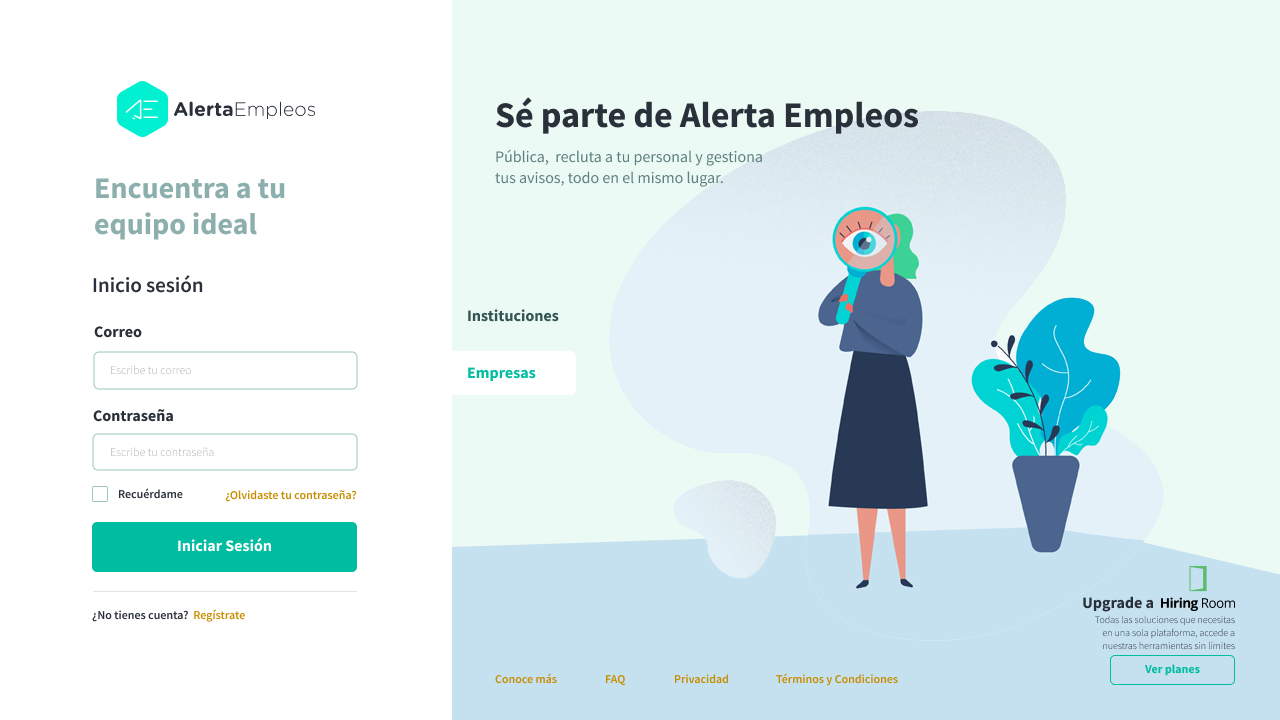 AlertaEmpleos
Encuentra a tu
equipo ideal
Inicio sesión
Correo
Escribe tu correo
Contraseña
Escribe tu contraseña
Recuérdame
¿Olvidaste tu contraseña?
Iniciar Sesión
¿No tienes cuenta? Regístrate
Sé parte de Alerta Empleos
Pública, recluta a tu personal y gestiona
tus avisos, todo en el mismo lugar.
Instituciones
Empresas
Upgrade a Hiring Room
Todas las soluciones que necesitas
en una sola plataforma, accede a
nuestras herramientas sin límites
Ver planes
Conoce más
FAQ
Privacidad
Términos y Condiciones